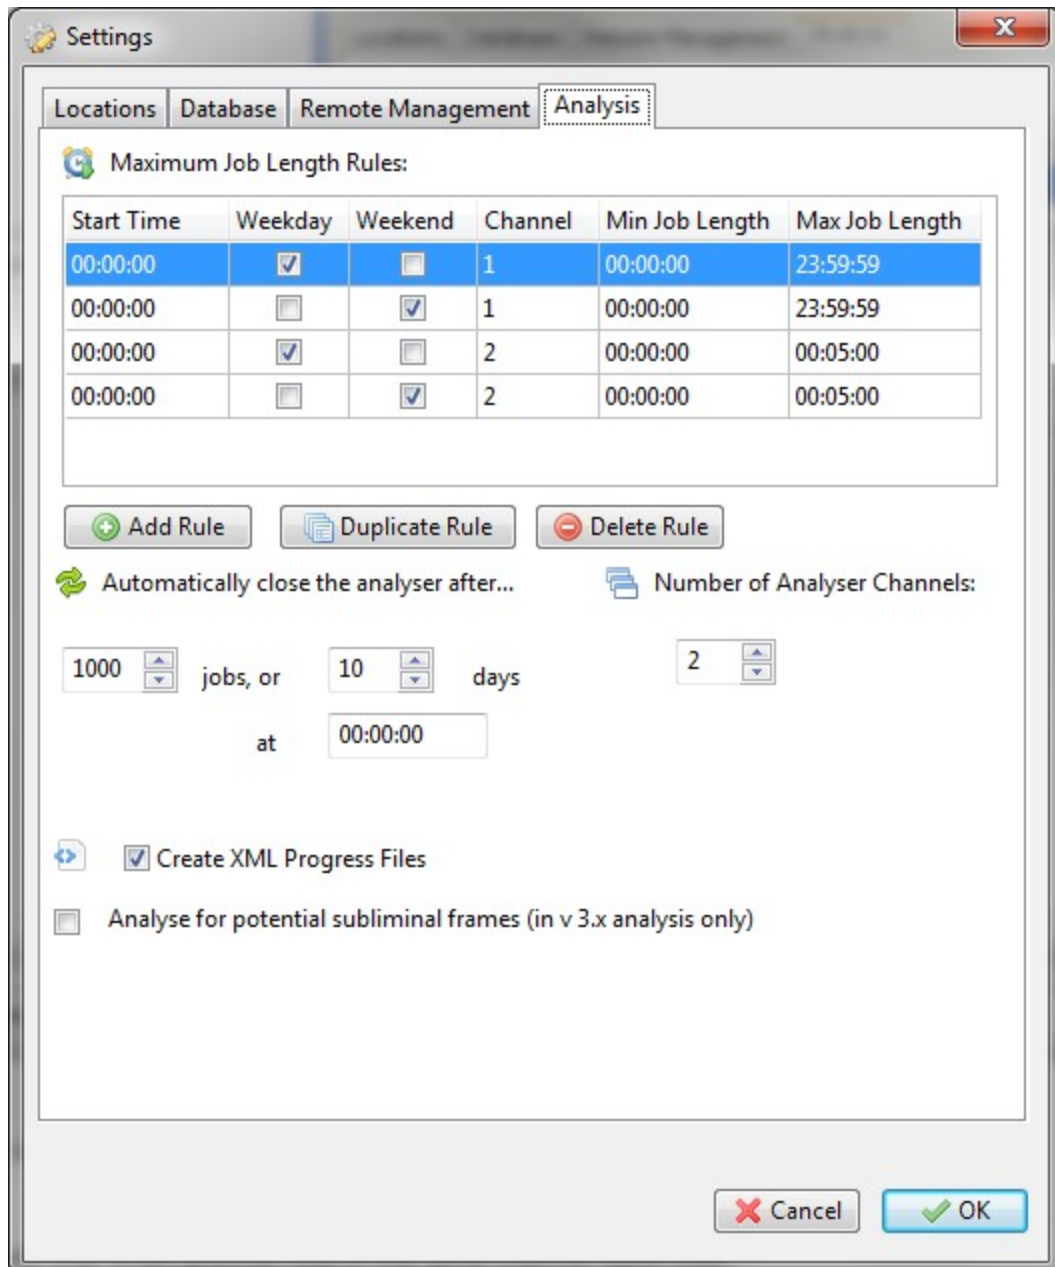 Settings
Locations Database Remote Management Analysis
Maximum Job Length Rules:
Start Time Weekday Weekend Channel Min Job Length Max Job Length
00:00:00 1 00:00:00 23:59:59
00:00:00 1 00:00:00 23:59:59
00:00:00 2 00:00:00 00:05:00
00:00:00 2 00:00:00 00:05:00
Add Rule Duplicate Rule Delete Rule
Automatically close the analyser after... Number of Analyser Channels:
1000 jobs, or 10 days 2
at 00:00:00
Create XML Progress Files
Analyse for potential subliminal frames (in v 3.x analysis only)
Cancel OK